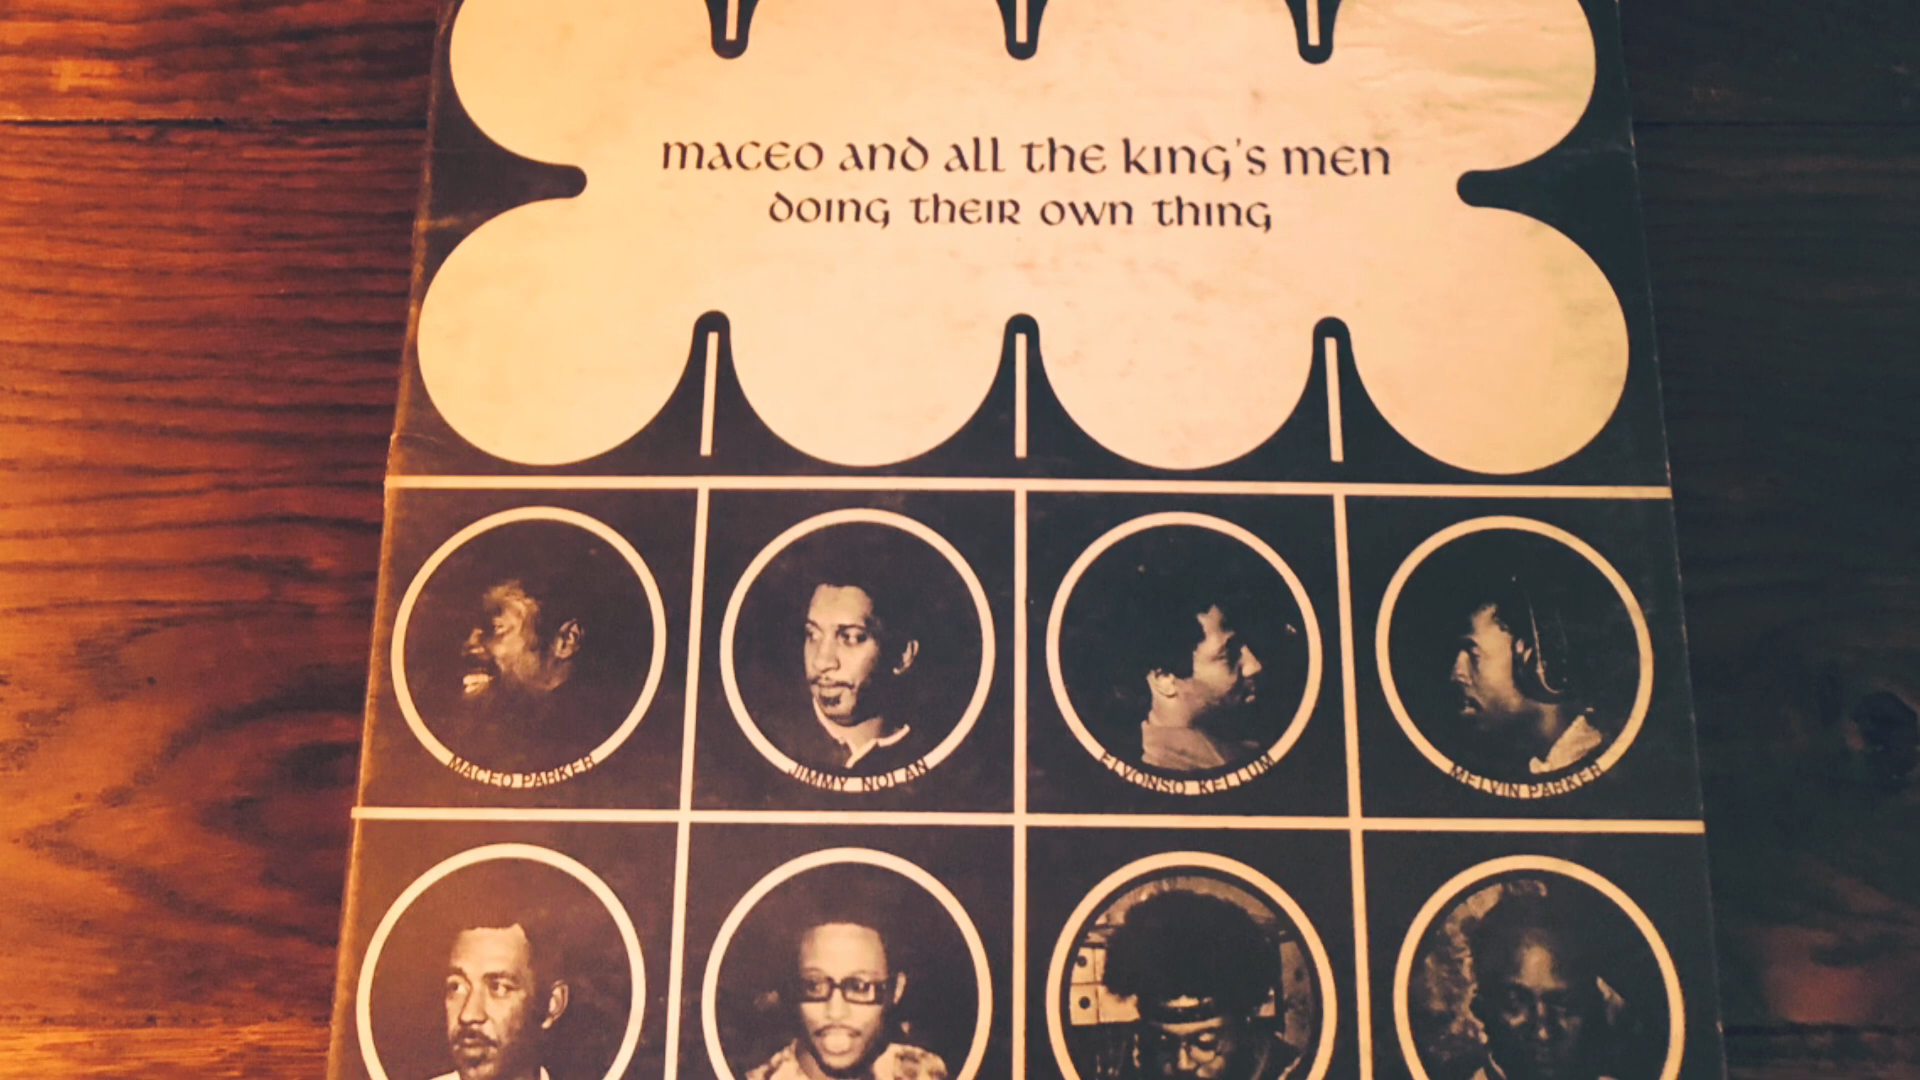 maceo and all the king's men
doing their own thing
MACEO PARKER
JIMMY NOLAN
ELVONSO KELLUM
MELVIN PARKER